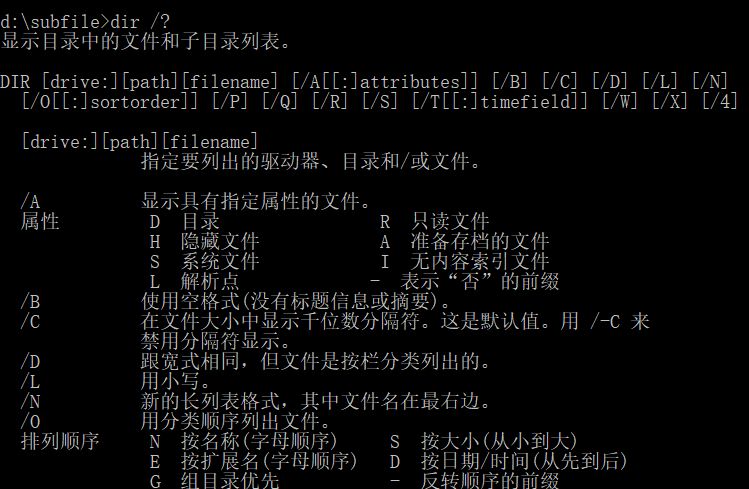 d:\subfile>dir /?
显示目录中的文件和子目录列表。
DIR [drive:][path][filename] [/A[[:]attributes]] [/B] [/C] [/D] [/L] [/N]
[/O[[:]sortorder]] [/P] [/Q] [/R] [/S] [/T[[:]timefield]] [/W] [/X] [/4]
[drive:][path][filename]
指定要列出的驱动器、目录和/或文件。
/A 显示具有指定属性的文件。
属性 D 目录 R 只读文件
H 隐藏文件 A 准备存档的文件
S 系统文件 I 无内容索引文件
L 解析点 - 表示“否”的前缀
/B 使用空格式(没有标题信息或摘要)。
/C 在文件大小中显示千位数分隔符。这是默认值。用 /-C 来
禁用分隔符显示。
/D 跟宽式相同，但文件是按栏分类列出的。
/L 用小写。
/N 新的长列表格式，其中文件名在最右边。
/O 用分类顺序列出文件。
排列顺序 N 按名称(字母顺序) S 按大小(从小到大)
E 按扩展名(字母顺序) D 按日期/时间(从先到后)
G 组目录优先 - 反转顺序的前缀